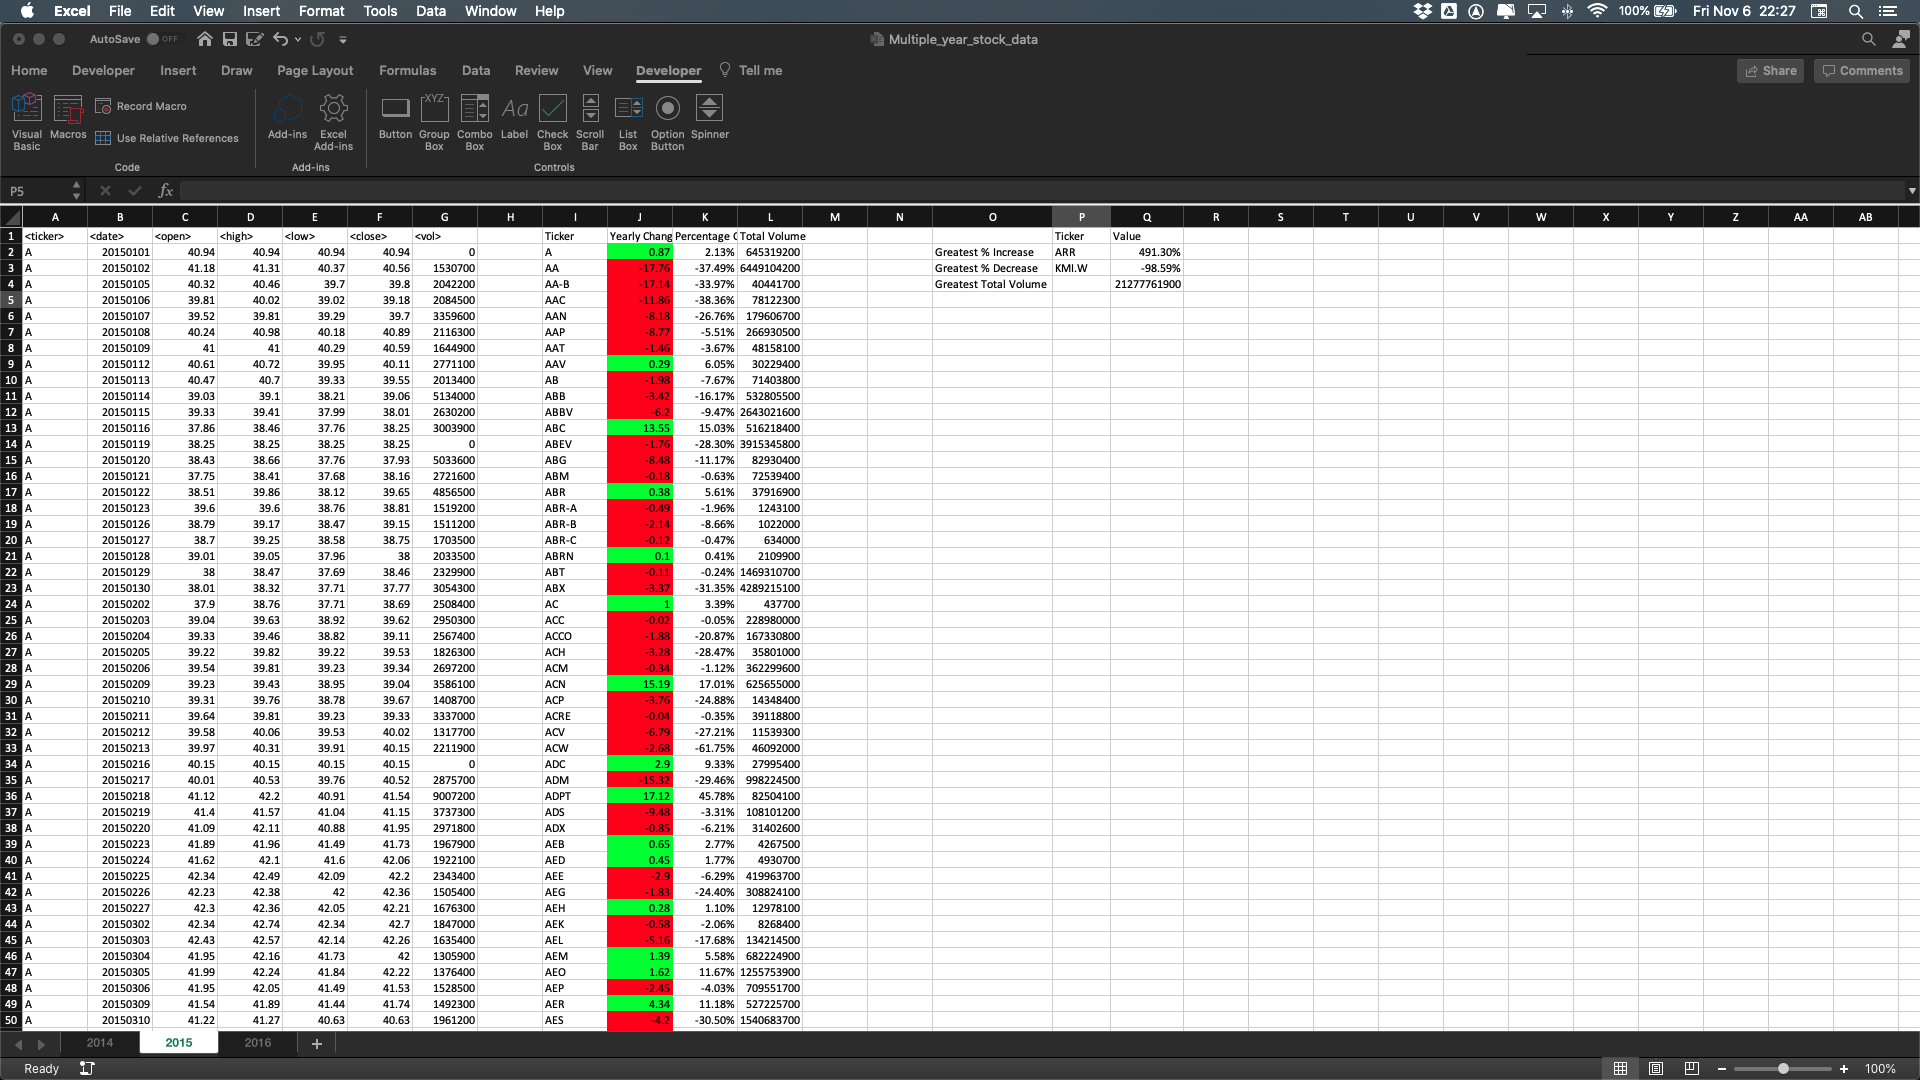 Excel File Edit View Insert Format Tools Data Window Help 100% Fri Nov 6 22:27
AutoSave OFF Multiple_year_stock_data
Home Developer Insert Draw Page Layout Formulas Data Review View Developer Tell me Share Comments
Visual Basic Macros Record Macro Use Relative References Add-ins Excel Add-ins Button Group Box Combo Box Label Check Box Scroll Bar List Box Option Button Spinner
Code Add-ins Controls
P5 fx
A B C D E F G H I J K L M N O P Q R S T U V W X Y Z AA AB
1 <ticker> <date> <open> <high> <low> <close> <vol> Ticker Yearly Chang Percentage C Total Volume Ticker Value
2 A 20150101 40.94 40.94 40.94 40.94 0 A 0.87 2.13% 645319200 Greatest % Increase ARR 491.30%
3 A 20150102 41.18 41.31 40.37 40.56 1530700 AA -17.76 -37.49% 6449104200 Greatest % Decrease KMI.W -98.59%
4 A 20150105 40.32 40.46 39.7 39.8 2042200 AA-B -17.14 -33.97% 40441700 Greatest Total Volume 21277761900
5 A 20150106 39.81 40.02 39.02 39.18 2084500 AAC -11.86 -38.36% 78122300
6 A 20150107 39.52 39.81 39.29 39.7 3359600 AAN -8.18 -26.76% 179606700
7 A 20150108 40.24 40.98 40.18 40.89 2116300 AAP -8.77 -5.51% 266930500
8 A 20150109 41 41 40.29 40.59 1644900 AAT -1.46 -3.67% 48158100
9 A 20150112 40.61 40.72 39.95 40.11 2771100 AAV 0.29 6.05% 30229400
10 A 20150113 40.47 40.7 39.33 39.55 2013400 AB -1.98 -7.67% 71403800
11 A 20150114 39.03 39.1 38.21 39.06 5134000 ABB -3.42 -16.17% 532805500
12 A 20150115 39.33 39.41 37.99 38.01 2630200 ABBV -6.2 -9.47% 2643021600
13 A 20150116 37.86 38.46 37.76 38.25 3003900 ABC 13.55 15.03% 516218400
14 A 20150119 38.25 38.25 38.25 38.25 0 ABEV -1.76 -28.30% 3915345800
15 A 20150120 38.43 38.66 37.76 37.93 5033600 ABG -8.48 -11.17% 82930400
16 A 20150121 37.75 38.41 37.68 38.16 2721600 ABM -0.18 -0.63% 72539400
17 A 20150122 38.51 39.86 38.12 39.65 4856500 ABR 0.38 5.61% 37916900
18 A 20150123 39.6 39.6 38.76 38.81 1519200 ABR-A -0.49 -1.96% 1243100
19 A 20150126 38.79 39.17 38.47 39.15 1511200 ABR-B -2.14 -8.66% 1022000
20 A 20150127 38.7 39.25 38.58 38.75 1703500 ABR-C -0.12 -0.47% 634000
21 A 20150128 39.01 39.05 37.96 38 2033500 ABRN 0.1 0.41% 2109900
22 A 20150129 38 38.47 37.69 38.46 2329900 ABT -0.11 -0.24% 1469310700
23 A 20150130 38.01 38.32 37.71 37.77 3054300 ABX -3.37 -31.35% 4289215100
24 A 20150202 37.9 38.76 37.71 38.69 2508400 AC 1 3.39% 437700
25 A 20150203 39.04 39.63 38.92 39.62 2950300 ACC -0.02 -0.05% 228980000
26 A 20150204 39.33 39.46 38.82 39.11 2567400 ACCO -1.88 -20.87% 167330800
27 A 20150205 39.22 39.82 39.22 39.53 1826300 ACH -3.28 -28.47% 35801000
28 A 20150206 39.54 39.81 39.23 39.34 2697200 ACM -0.34 -1.12% 362299600
29 A 20150209 39.23 39.43 38.95 39.04 3586100 ACN 15.19 17.01% 625655000
30 A 20150210 39.31 39.76 38.78 39.67 1408700 ACP -3.76 -24.88% 14348400
31 A 20150211 39.64 39.81 39.23 39.33 3337000 ACRE -0.04 -0.35% 39118800
32 A 20150212 39.58 40.06 39.53 40.02 1317700 ACV -6.79 -27.21% 11539300
33 A 20150213 39.97 40.31 39.91 40.15 2211900 ACW -2.68 -61.75% 46092000
34 A 20150216 40.15 40.15 40.15 40.15 0 ADC 2.9 9.33% 27995400
35 A 20150217 40.01 40.53 39.76 40.52 2875700 ADM -15.32 -29.46% 998224500
36 A 20150218 41.12 42.2 40.91 41.54 9007200 ADPT 17.12 45.78% 82504100
37 A 20150219 41.4 41.57 41.04 41.15 3737300 ADS -9.48 -3.31% 108101200
38 A 20150220 41.09 42.11 40.88 41.95 2971800 ADX -0.85 -6.21% 31402600
39 A 20150223 41.89 41.96 41.49 41.73 1967900 AEB 0.65 2.77% 4267500
40 A 20150224 41.62 42.1 41.6 42.06 1922100 AED 0.45 1.77% 4930700
41 A 20150225 42.34 42.49 42.09 42.2 2343400 AEE -2.9 -6.29% 419963700
42 A 20150226 42.23 42.38 42 42.36 1505400 AEG -1.83 -24.40% 308824100
43 A 20150227 42.3 42.36 42.05 42.21 1676300 AEH 0.28 1.10% 12978100
44 A 20150302 42.34 42.74 42.34 42.7 1847000 AEK -0.58 -2.06% 8268400
45 A 20150303 42.43 42.57 42.14 42.26 1635400 AEL -5.16 -17.68% 134214500
46 A 20150304 41.95 42.16 41.73 42 1305900 AEM 1.39 5.58% 682224900
47 A 20150305 41.99 42.24 41.84 42.22 1376400 AEO 1.62 11.67% 1255753900
48 A 20150306 41.95 42.05 41.49 41.53 1528500 AEP -2.45 -4.03% 709551700
49 A 20150309 41.54 41.89 41.44 41.74 1492300 AER 4.34 11.18% 527225700
50 A 20150310 41.22 41.27 40.63 40.63 1961200 AES -4.2 -30.50% 1540683700
2014 2015 2016 +
Ready 100%